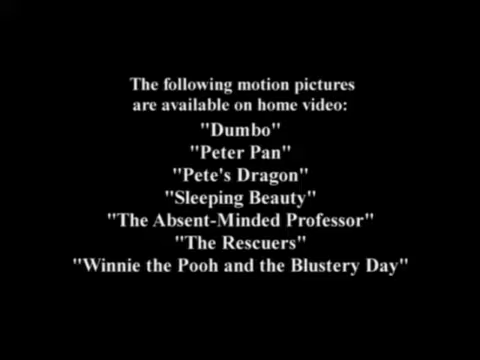 The following motion pictures
are available on home video:
"Dumbo"
"Peter Pan"
"Pete's Dragon"
"Sleeping Beauty"
"The Absent-Minded Professor"
"The Rescuers"
"Winnie the Pooh and the Blustery Day"